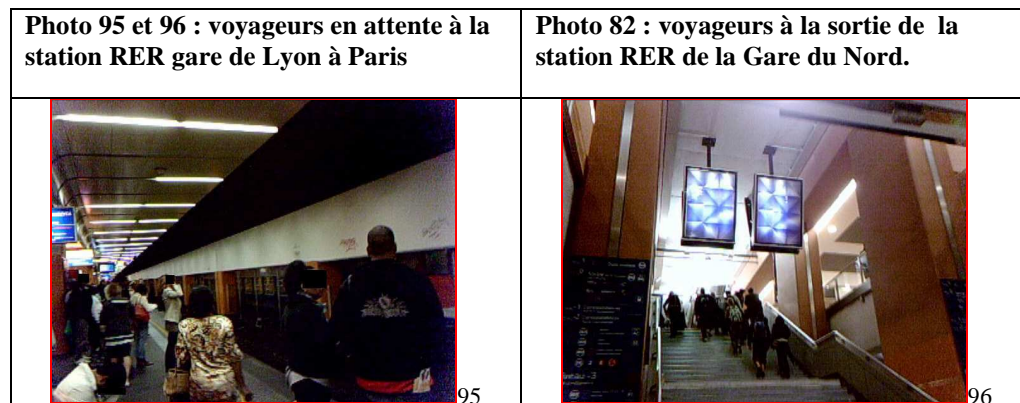 Photo 95 et 96 : voyageurs en attente à la
station RER gare de Lyon à Paris
Photo 82 : voyageurs à la sortie de la
station RER de la Gare du Nord.
95
96